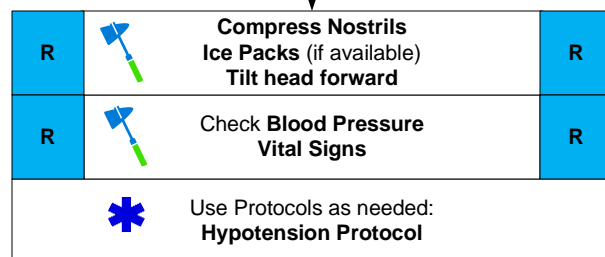 R
Compress Nostrils
R
Ice Packs (if available)
Tilt head forward
R
Check Blood Pressure
R
Vital Signs
Use Protocols as needed:
Hypotension Protocol